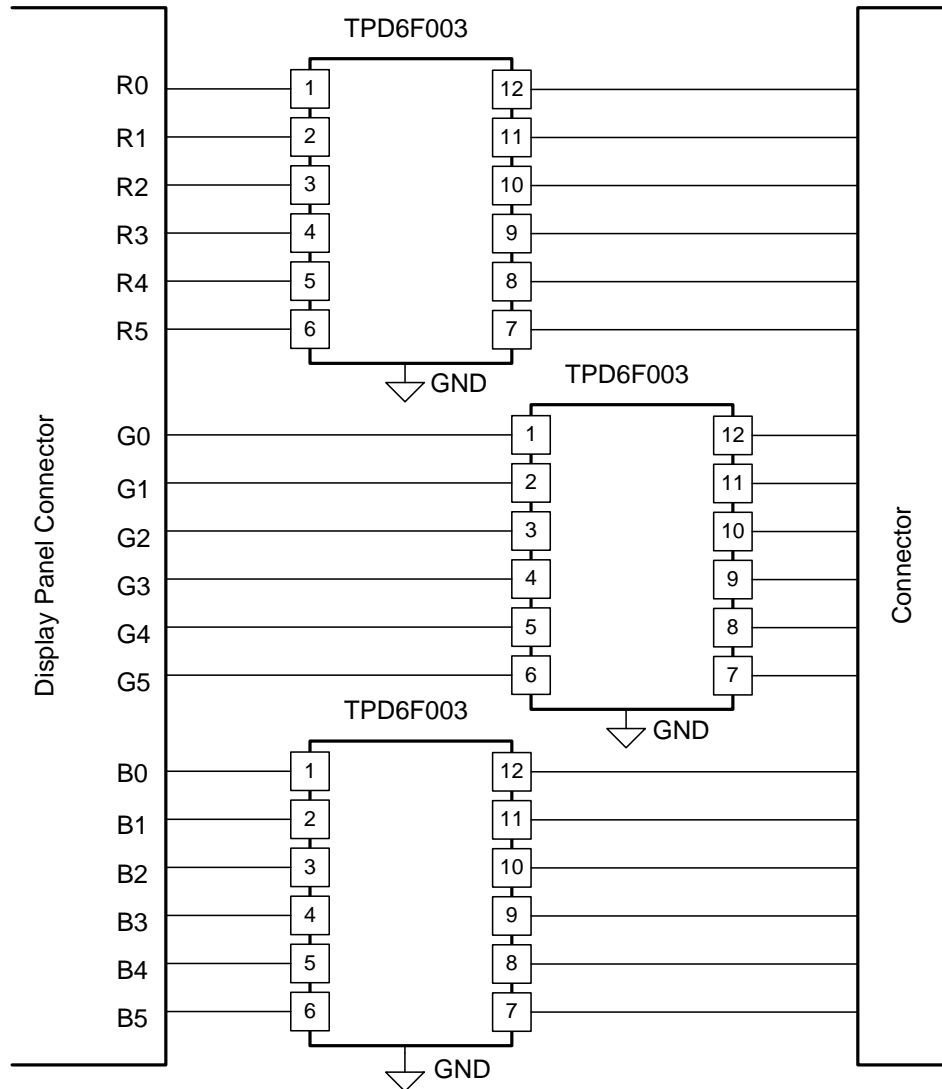 TPD6F003
R0 1 12
R1 2 11
R2 3 10
R3 4 9
R4 5 8
R5 6 7
GND
TPD6F003
G0 1 12
G1 2 11
G2 3 10
G3 4 9
G4 5 8
G5 6 7
GND
Display Panel Connector
Connector
TPD6F003
B0 1 12
B1 2 11
B2 3 10
B3 4 9
B4 5 8
B5 6 7
GND